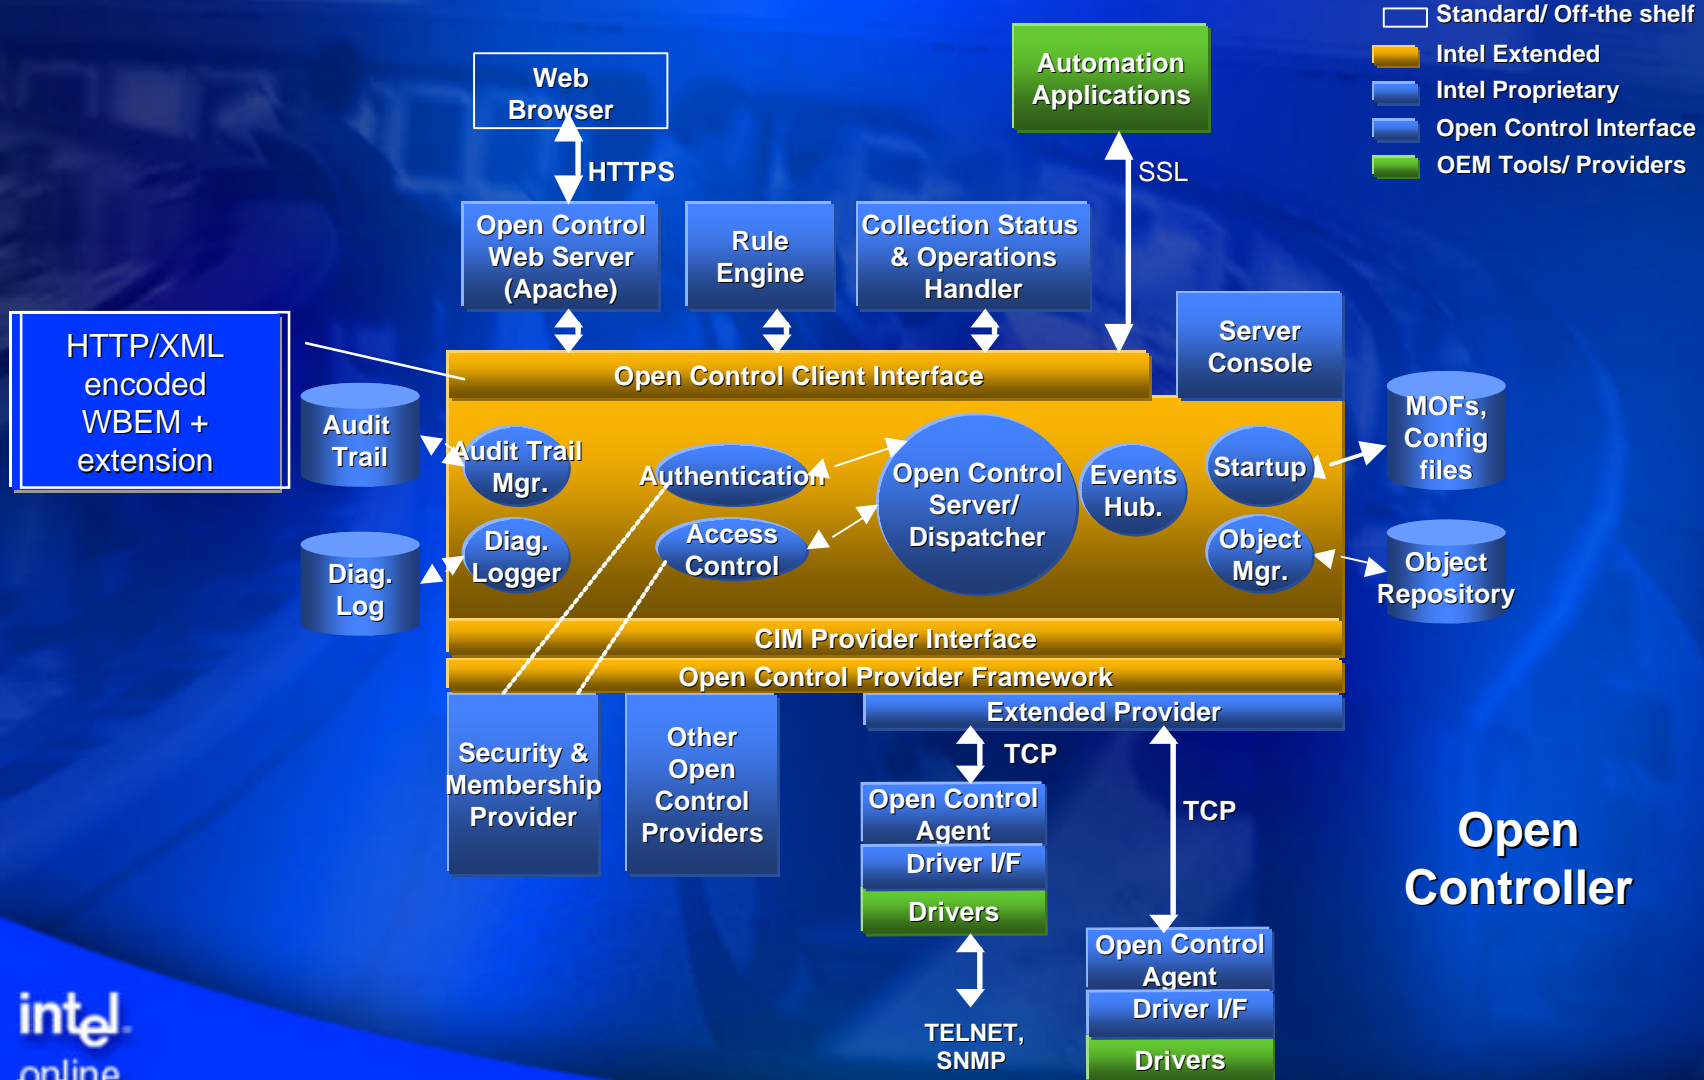 Standard/ Off-the shelf
Intel Extended
Intel Proprietary
Open Control Interface
OEM Tools/ Providers
Web
Browser
Automation
Applications
HTTPS
SSL
Open Control
Web Server
(Apache)
Rule
Engine
Collection Status
& Operations
Handler
Server
Console
HTTP/XML
encoded
WBEM +
extension
Open Control Client Interface
Audit
Trail
Audit Trail
Mgr.
Authentication
Open Control
Server/
Dispatcher
Events
Hub.
Startup
MOFs,
Config
files
Diag.
Log
Diag.
Logger
Access
Control
Object
Mgr.
Object
Repository
CIM Provider Interface
Open Control Provider Framework
Extended Provider
Security &
Membership
Provider
Other
Open
Control
Providers
TCP
TCP
Open Control
Agent
Driver I/F
Drivers
TELNET,
SNMP
Open Control
Agent
Driver I/F
Drivers
Open
Controller
intel.
online